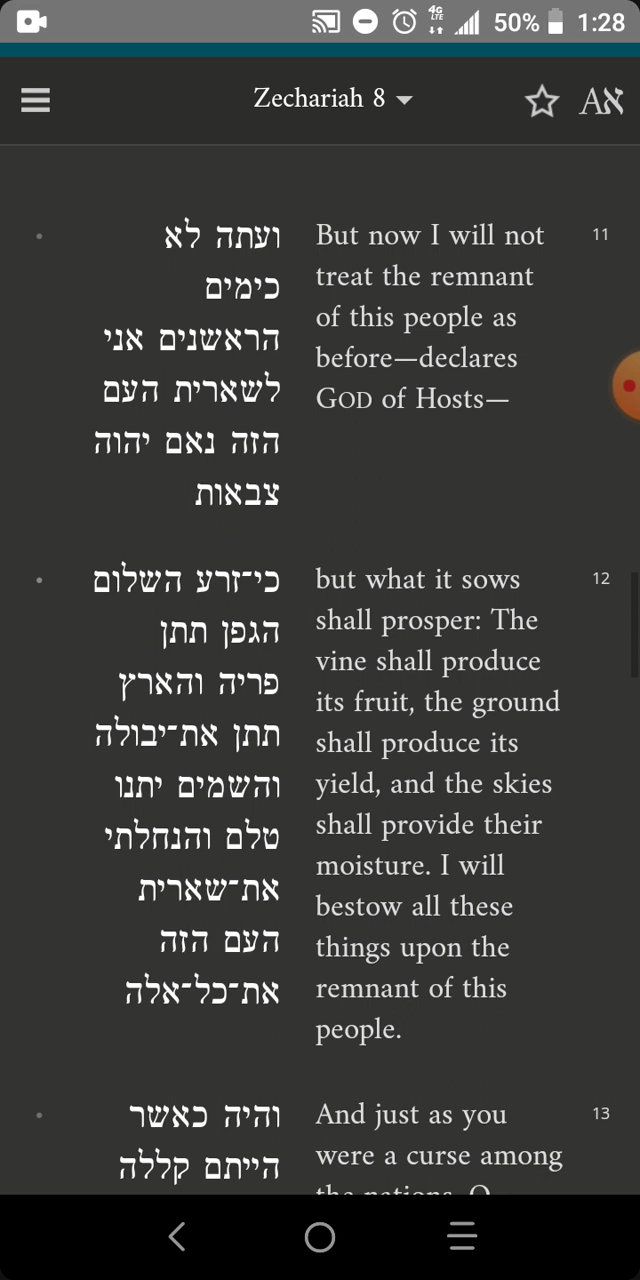 4G
LTE
50%
1:28
Zechariah 8
Aא
ועתה לא
כימים
הראשנים אני
לשארית העם
הזה נאם יהוה
צבאות
But now I will not
treat the remnant
of this people as
before—declares
GOD of Hosts—
11
כי־זרע השלום
הגפן תתן
פריה והארץ
תתן את־יבולה
והשמים יתנו
טלם והנחלתי
את־שארית
העם הזה
את־כל־אלה
but what it sows
shall prosper: The
vine shall produce
its fruit, the ground
shall produce its
yield, and the skies
shall provide their
moisture. I will
bestow all these
things upon the
remnant of this
people.
12
והיה כאשר
הייתם קללה
And just as you
were a curse among
the nations, O
13